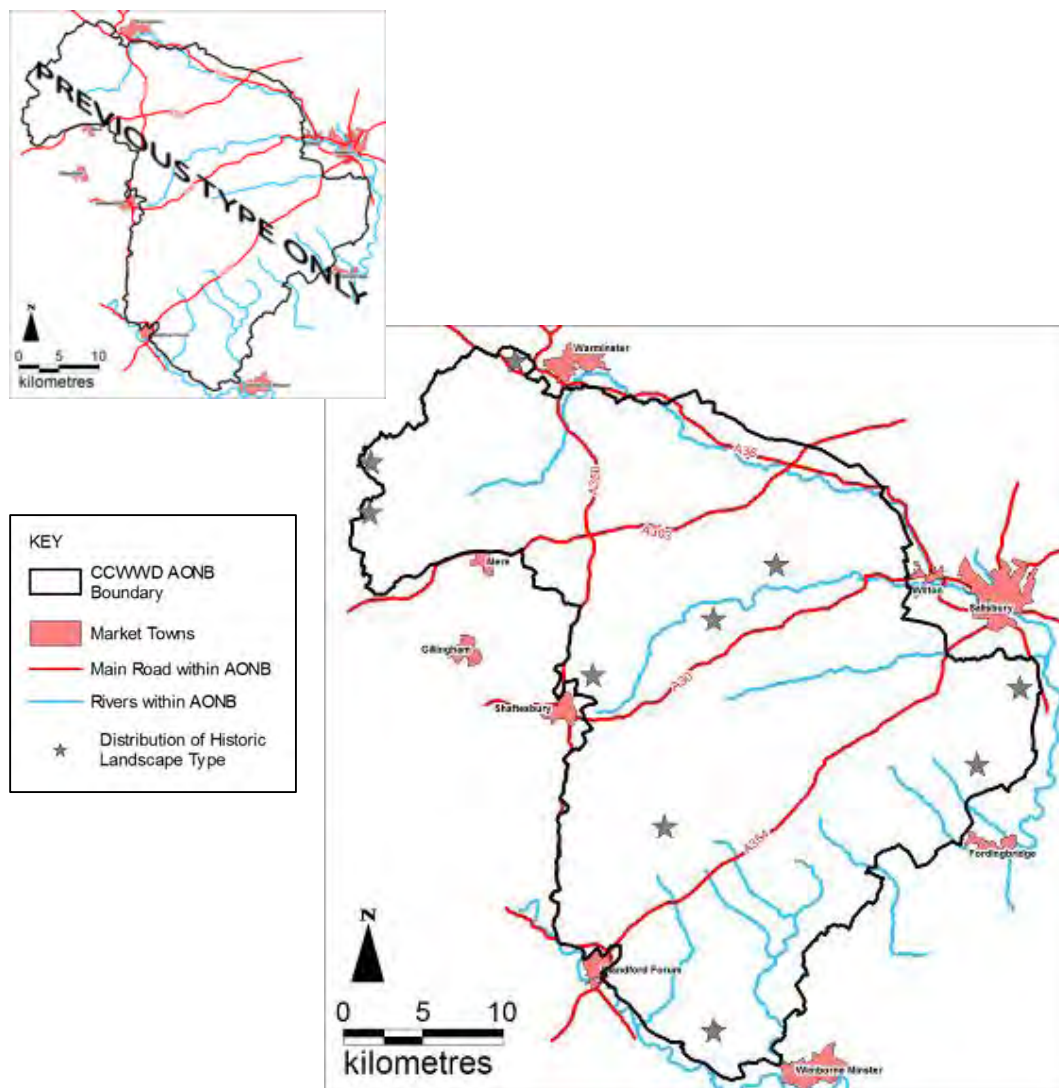 PREVIOUS TYPE ONLY
N
0 5 10
kilometres
KEY
CCWWD AONB
Boundary
Market Towns
Main Road within AONB
Rivers within AONB
Distribution of Historic
Landscape Type
Warminster
A36
A350
A303
Mere
Wilton
Salisbury
Gillingham
A30
Shaftesbury
A354
Fordingbridge
N
landford Forum
0 5 10
kilometres
Wimborne Minster